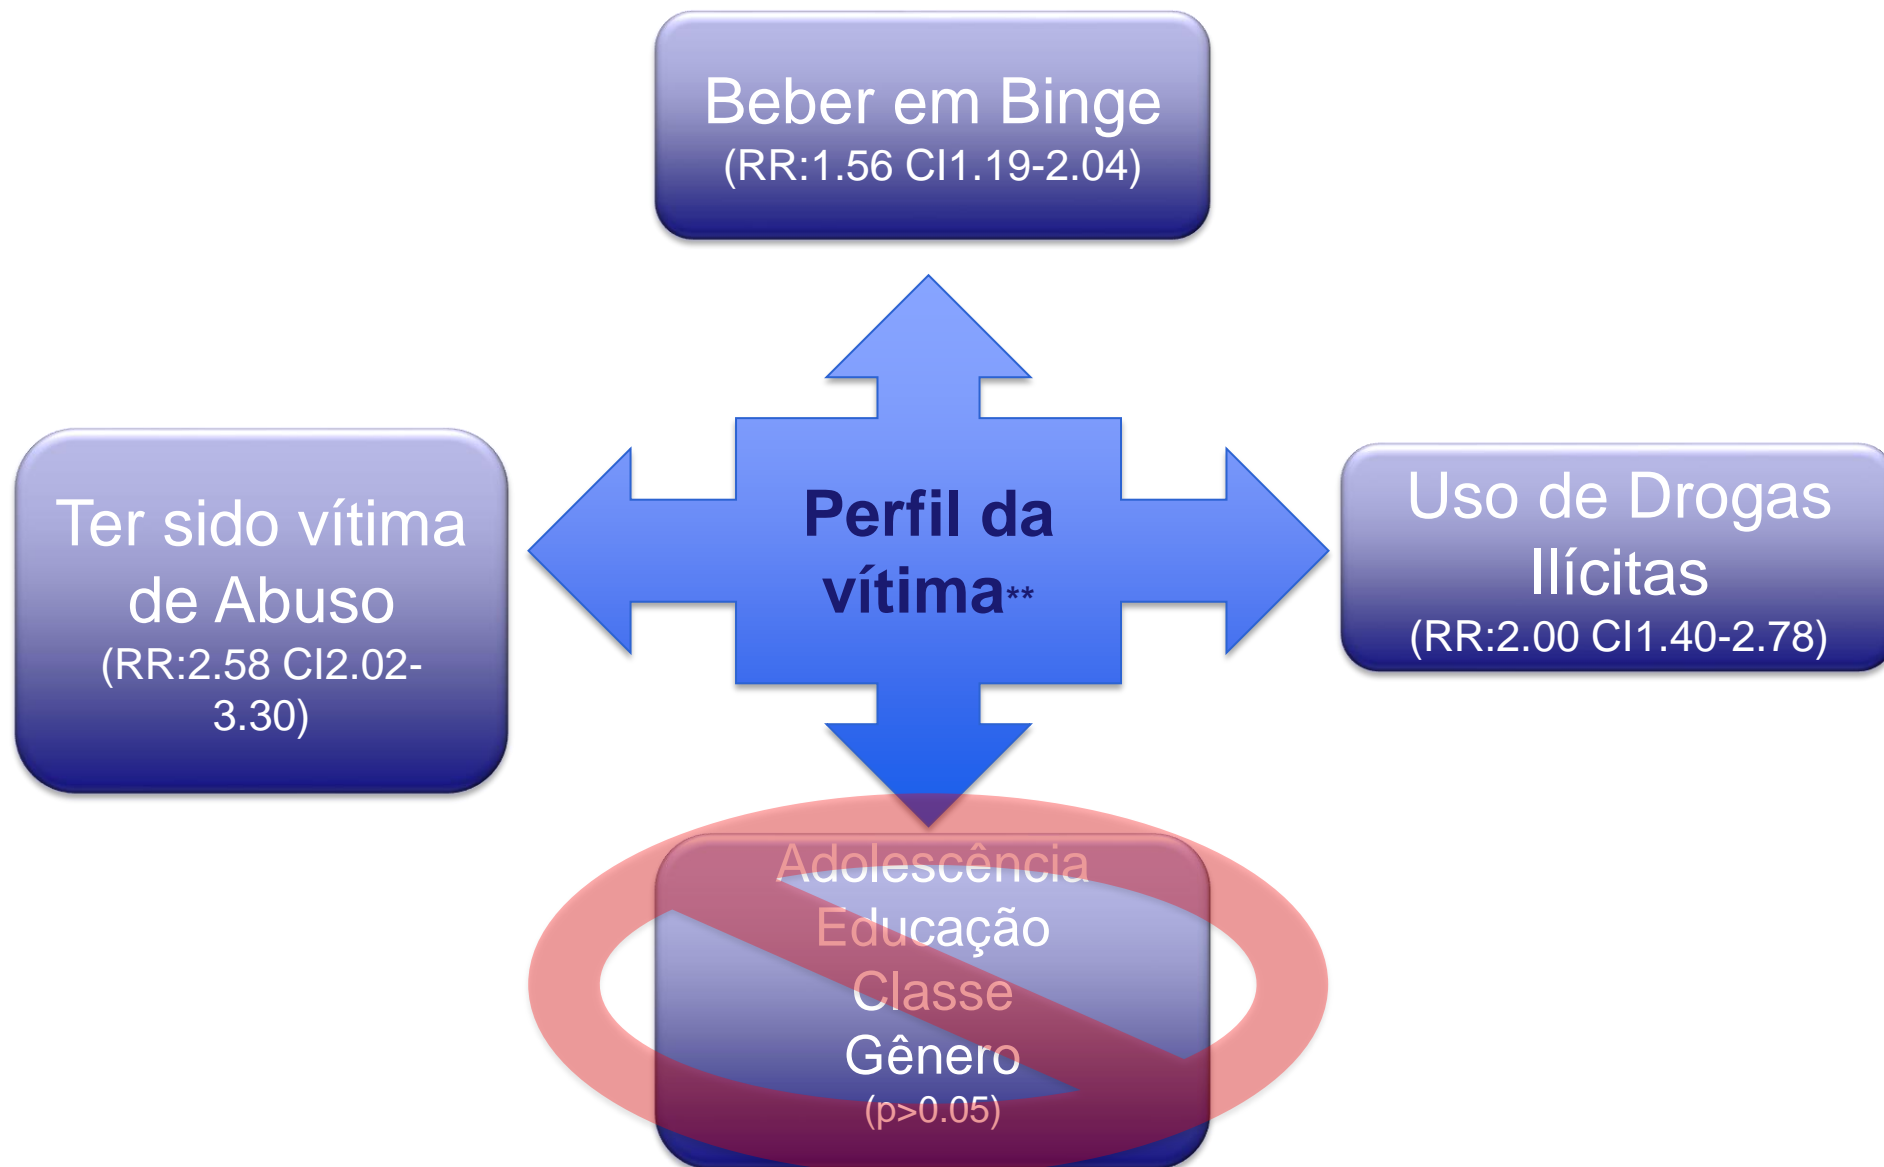 Beber em Binge
(RR:1.56 CI1.19-2.04)
Ter sido vítima
de Abuso
(RR:2.58 CI2.02-
3.30)
Perfil da
vítima**
Uso de Drogas
Ilícitas
(RR:2.00 CI1.40-2.78)
Adolescência
Educação
Classe
Gênero
(p>0.05)